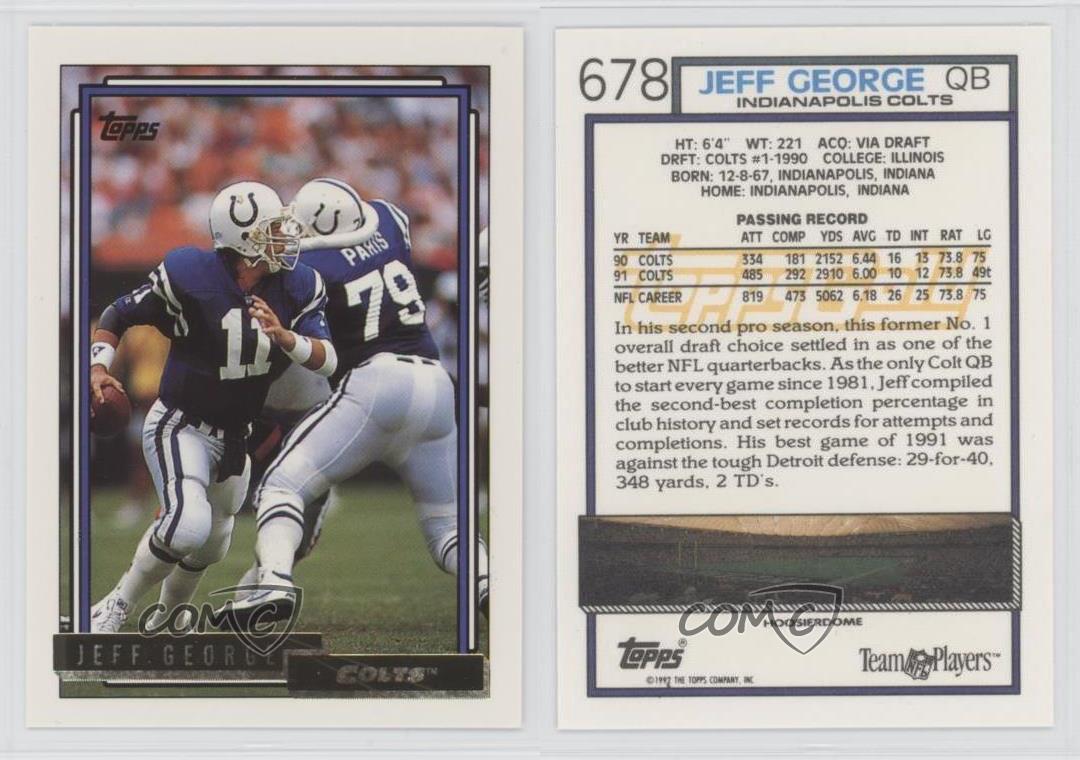 Topps
11
PARIS
79
JEFF GEORGE
COLTS™
COMC
678 JEFF GEORGE QB
INDIANAPOLIS COLTS
HT: 6'4" WT: 221 ACQ: VIA DRAFT
DRFT: COLTS #1-1990 COLLEGE: ILLINOIS
BORN: 12-8-67, INDIANAPOLIS, INDIANA
HOME: INDIANAPOLIS, INDIANA
PASSING RECORD
YR TEAM ATT COMP YDS AVG TD INT RAT LG
90 COLTS 334 181 2152 6.44 16 13 73.8 75
91 COLTS 485 292 2910 6.00 10 12 73.8 49t
NFL CAREER 819 473 5062 6.18 26 25 73.8 75
Topps Gold
In his second pro season, this former No. 1
overall draft choice settled in as one of the
better NFL quarterbacks. As the only Colt QB
to start every game since 1981, Jeff compiled
the second-best completion percentage in
club history and set records for attempts and
completions. His best game of 1991 was
against the tough Detroit defense: 29-for-40,
348 yards, 2 TD's.
COMC
HOOSIERDOME
Topps®
Team NFL Players™
©1992 THE TOPPS COMPANY, INC